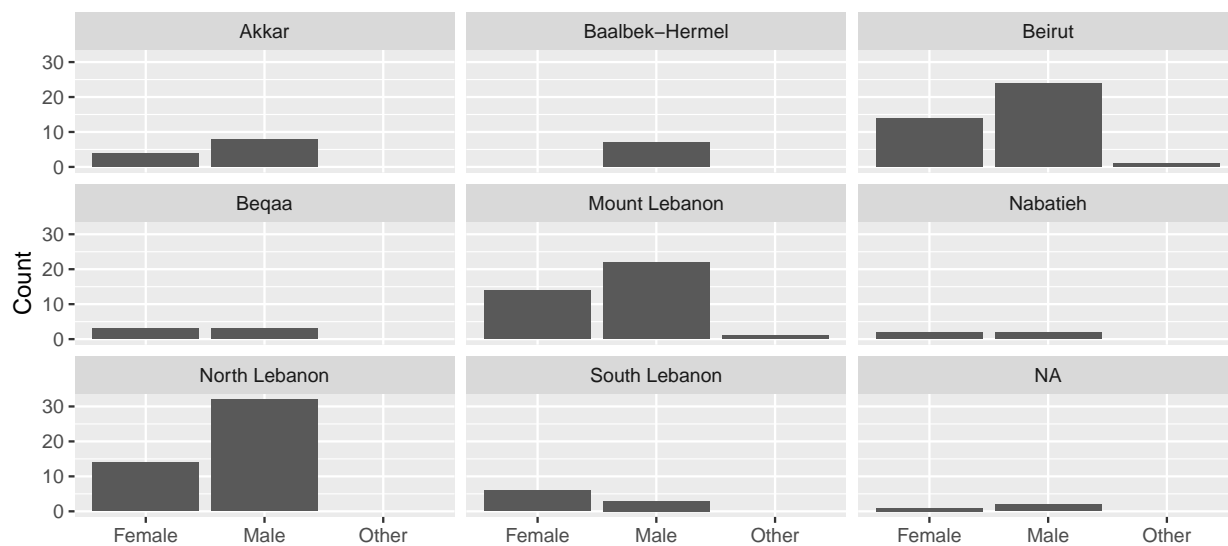 Akkar
Baalbek−Hermel
Beirut
30
20
10
0
Beqaa
Mount Lebanon
Nabatieh
30
20
10
0
Count
North Lebanon
South Lebanon
NA
30
20
10
0
Female Male Other Female Male Other Female Male Other